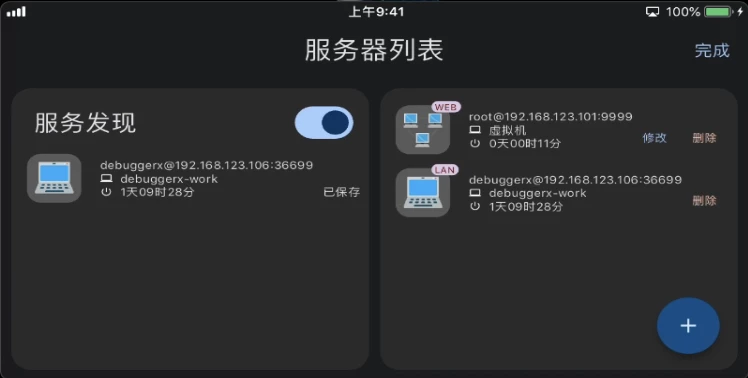 上午9:41
100%
服务器列表
完成
服务发现
debuggerx@192.168.123.106:36699
debuggerx-work
1天09时28分
已保存
WEB
root@192.168.123.101:9999
虚拟机
0天00时11分
修改
删除
LAN
debuggerx@192.168.123.106:36699
debuggerx-work
1天09时28分
删除
+